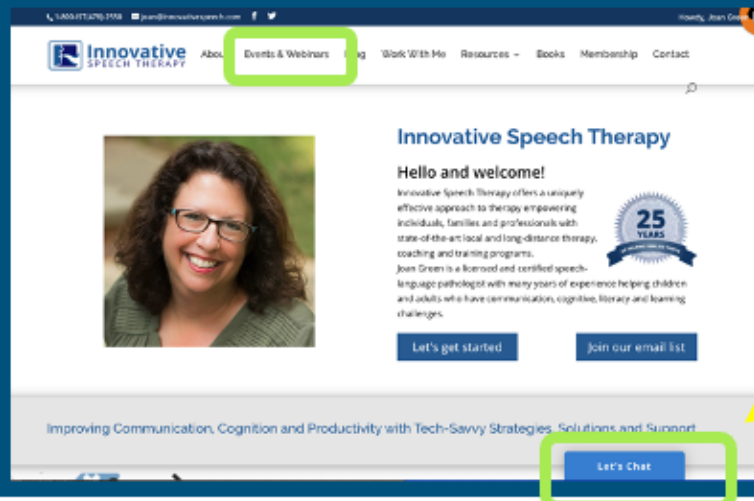 joan@innovativespeech.com
Howdy, Joan Green
Innovative
SPEECH THERAPY
About Events & Webinars Blog Work With Me Resources Books Membership Contact
Innovative Speech Therapy
Hello and welcome!
Innovative Speech Therapy offers a uniquely
effective approach to therapy empowering
individuals, families and professionals with
state-of-the-art local and long-distance therapy,
coaching and training programs.
Joan Green is a licensed and certified speech-
language pathologist with many years of experience helping children
and adults who have communication, cognitive, literacy and learning
challenges.
25
YEARS
Let's get started
Join our email list
Improving Communication, Cognition and Productivity with Tech-Savvy Strategies, Solutions and Support
Let's Chat